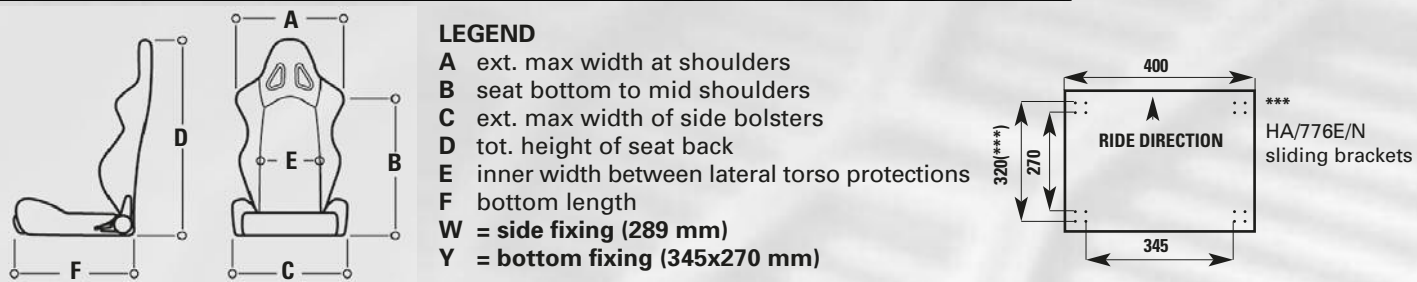 A
D
E
B
F
C
LEGEND
A ext. max width at shoulders
B seat bottom to mid shoulders
C ext. max width of side bolsters
D tot. height of seat back
E inner width between lateral torso protections
F bottom length
W = side fixing (289 mm)
Y = bottom fixing (345x270 mm)
400
320(***)
270
RIDE DIRECTION
345
***
HA/776E/N
sliding brackets